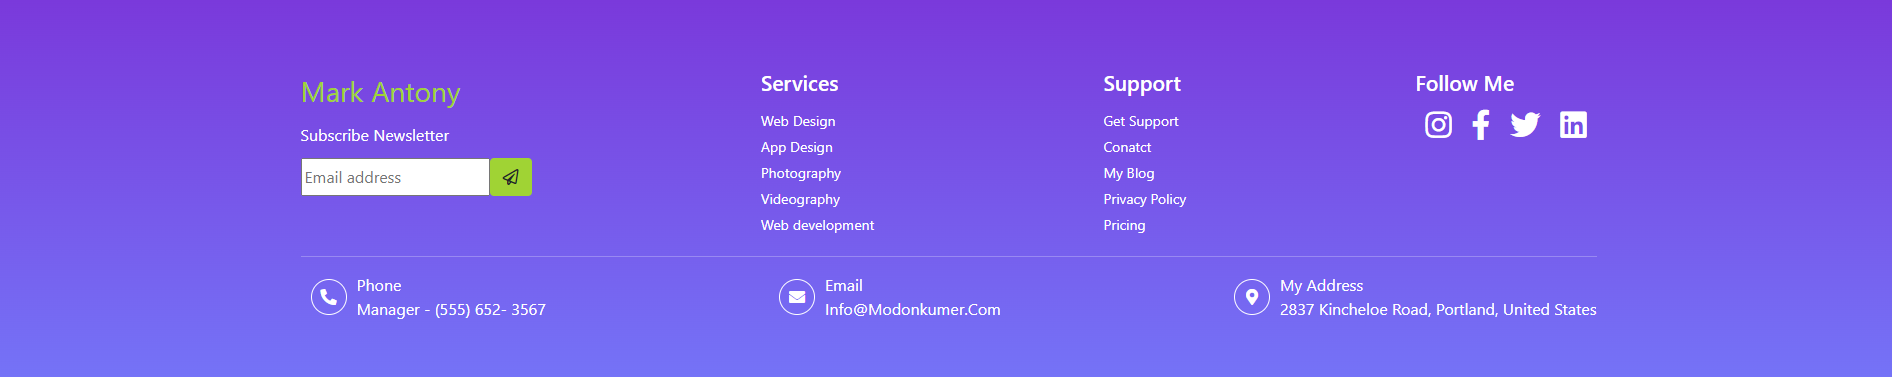 Mark Antony
Subscribe Newsletter
Email address
Services
Web Design
App Design
Photography
Videography
Web development
Support
Get Support
Conatct
My Blog
Privacy Policy
Pricing
Follow Me
Phone
Manager - (555) 652- 3567
Email
Info@Modonkumer.Com
My Address
2837 Kincheloe Road, Portland, United States